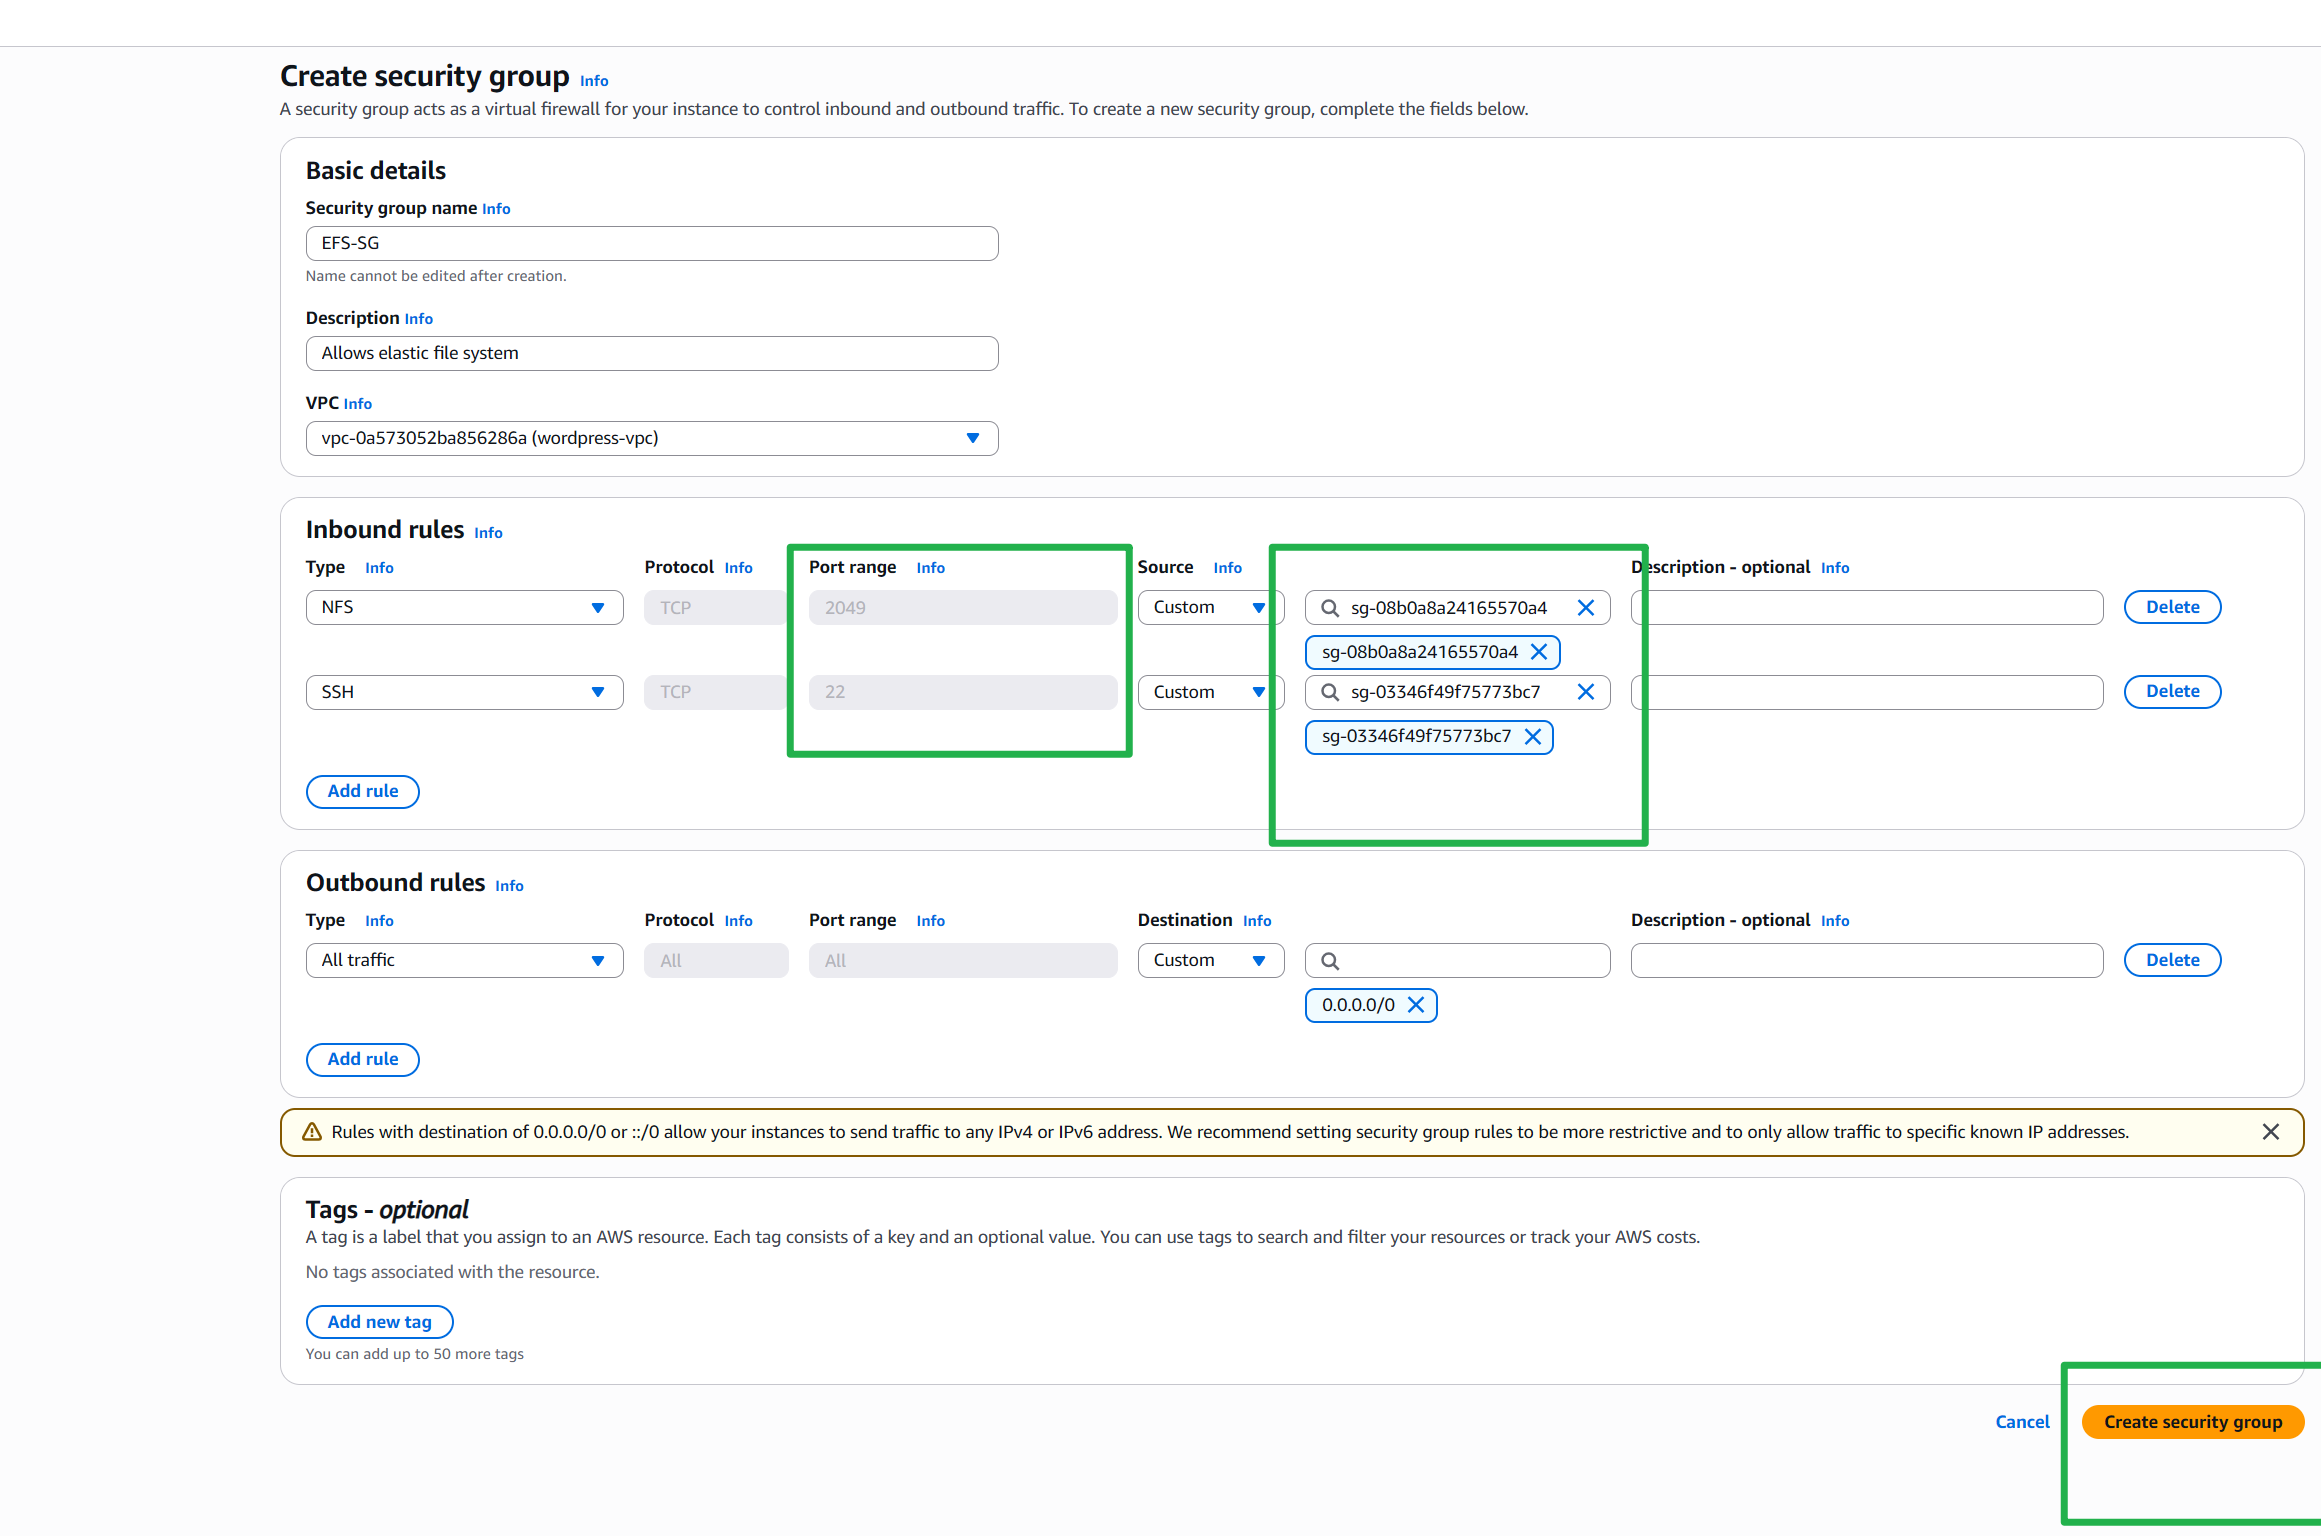 Create security group Info
A security group acts as a virtual firewall for your instance to control inbound and outbound traffic. To create a new security group, complete the fields below.
Basic details
Security group name Info
EFS-SG
Name cannot be edited after creation.
Description Info
Allows elastic file system
VPC Info
vpc-0a573052ba856286a (wordpress-vpc)
Inbound rules Info
Type Info Protocol Info Port range Info Source Info Description - optional Info
NFS TCP 2049 Custom sg-08b0a8a24165570a4 Delete
sg-08b0a8a24165570a4
SSH TCP 22 Custom sg-03346f49f75773bc7 Delete
sg-03346f49f75773bc7
Add rule
Outbound rules Info
Type Info Protocol Info Port range Info Destination Info Description - optional Info
All traffic All All Custom Delete
0.0.0.0/0
Add rule
Rules with destination of 0.0.0.0/0 or ::/0 allow your instances to send traffic to any IPv4 or IPv6 address. We recommend setting security group rules to be more restrictive and to only allow traffic to specific known IP addresses.
Tags - optional
A tag is a label that you assign to an AWS resource. Each tag consists of a key and an optional value. You can use tags to search and filter your resources or track your AWS costs.
No tags associated with the resource.
Add new tag
You can add up to 50 more tags
Cancel Create security group